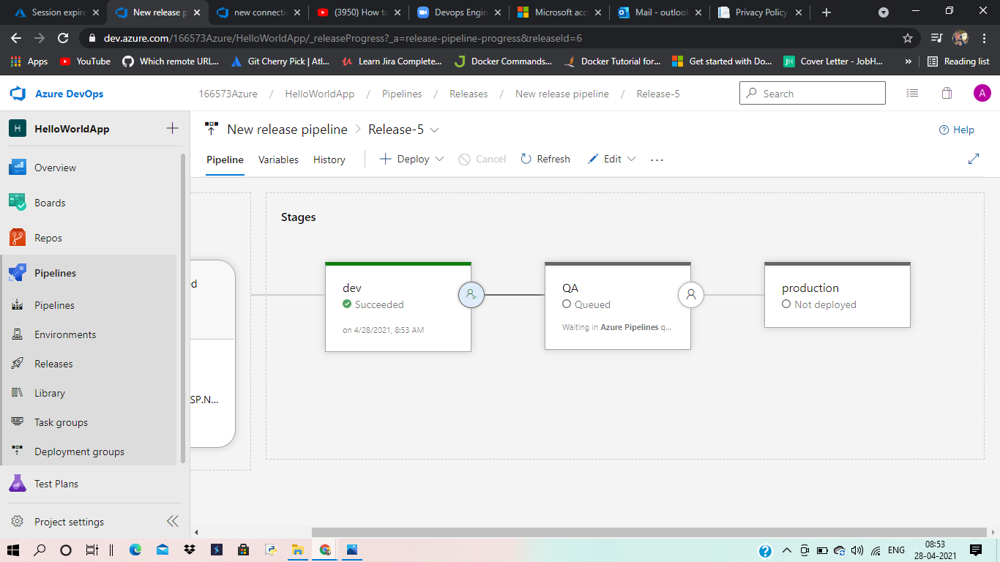 Session expire
New release p
new connecti
(3950) How to
Devops Engin
Microsoft acc
Mail - outlool
Privacy Policy
dev.azure.com/166573Azure/HelloWorldApp/_releaseProgress?_a=release-pipeline-progress&releaseId=6
Apps YouTube Which remote URL... Git Cherry Pick | Atl... Learn Jira Complete... Docker Commands... Docker Tutorial for... Get started with Do... JH Cover Letter - JobH... » Reading list
Azure DevOps 166573Azure / HelloWorldApp / Pipelines / Releases / New release pipeline / Release-5 Search A
H HelloWorldApp
New release pipeline Release-5 Help
Pipeline Variables History Deploy Cancel Refresh Edit ...
Overview
Boards
Repos
Pipelines
Pipelines
Environments
Releases
Library
Task groups
Deployment groups
Test Plans
Project settings
Stages
ed
SP.N...
dev
Succeeded
on 4/28/2021, 8:53 AM
QA
Queued
Waiting in Azure Pipelines q...
production
Not deployed
ENG
08:53
28-04-2021